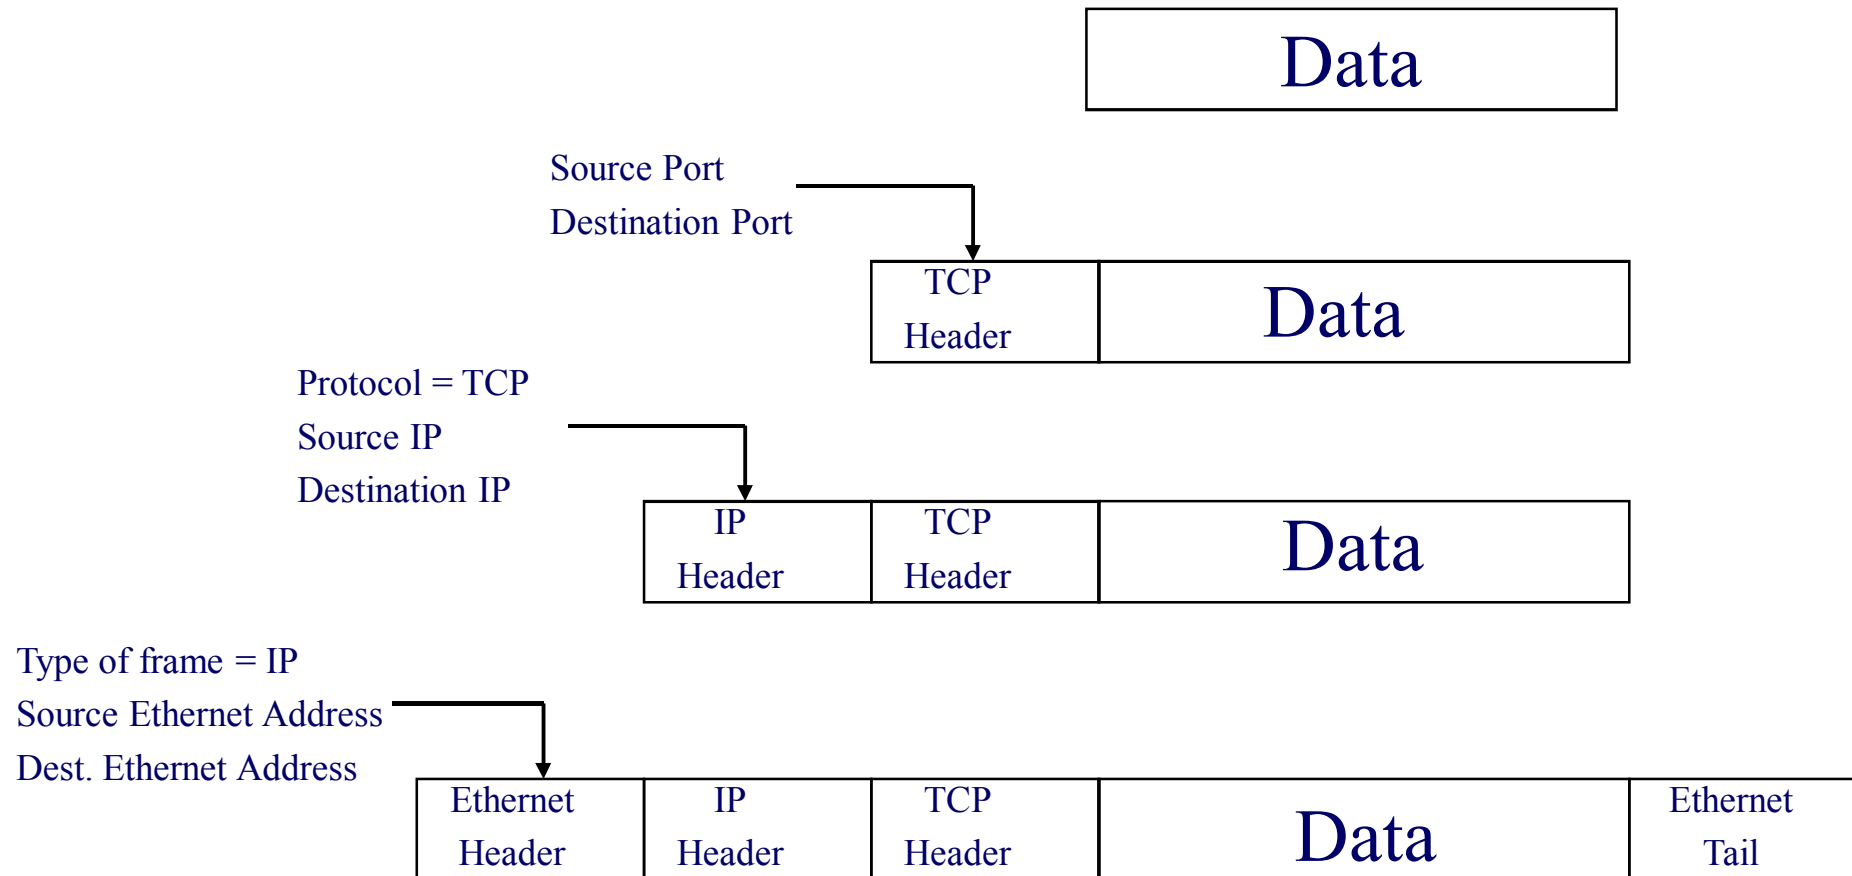 Data
Source Port
Destination Port
TCP
Header
Data
Protocol = TCP
Source IP
Destination IP
IP
Header
TCP
Header
Data
Type of frame = IP
Source Ethernet Address
Dest. Ethernet Address
Ethernet
Header
IP
Header
TCP
Header
Data
Ethernet
Tail